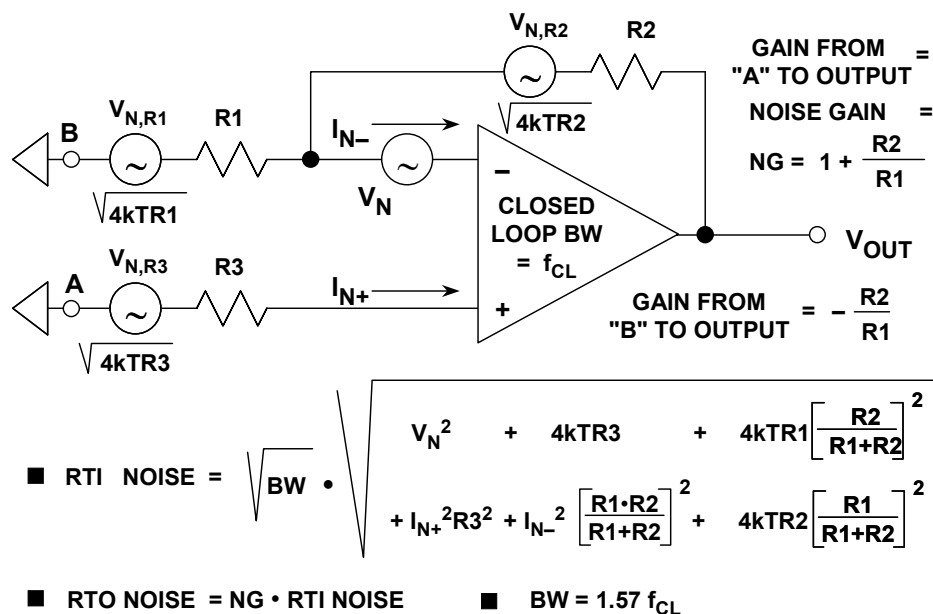 V_N,R2
R2
√4kTR2
GAIN FROM "A" TO OUTPUT =
NOISE GAIN =
NG = 1 + R2/R1
B
V_N,R1
R1
√4kTR1
I_N–
V_N
–
CLOSED
LOOP BW
= f_CL
+
V_OUT
A
V_N,R3
R3
√4kTR3
I_N+
GAIN FROM "B" TO OUTPUT = – R2/R1
■ RTI NOISE = √BW • √ V_N² + 4kTR3 + 4kTR1 [R2/(R1+R2)]²
+ I_N+² R3² + I_N–² [R1•R2/(R1+R2)]² + 4kTR2 [R1/(R1+R2)]²
■ RTO NOISE = NG • RTI NOISE
■ BW = 1.57 f_CL
∼
∼
∼
∼